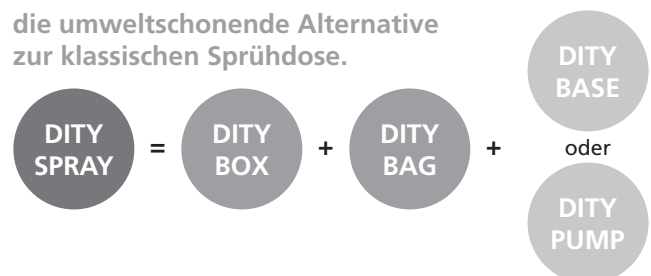 die umweltschonende Alternative
zur klassischen Sprühdose.
DITY
SPRAY
=
DITY
BOX
+
DITY
BAG
+
DITY
BASE
oder
DITY
PUMP